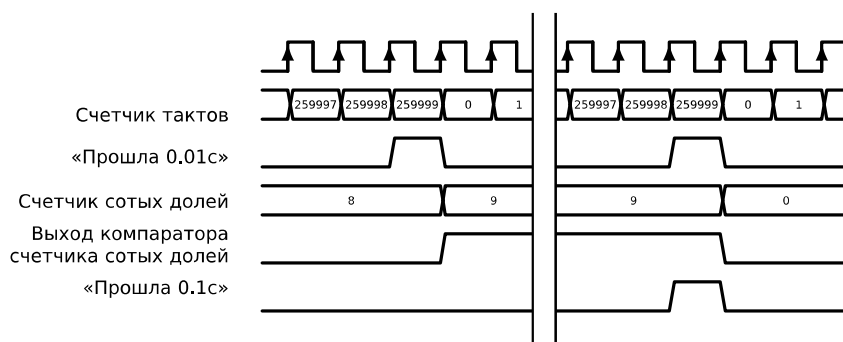 Счетчик тактов
259997 259998 259999 0 1 259997 259998 259999 0 1
«Прошла 0.01с»
Счетчик сотых долей
8 9 9 0
Выход компаратора
счетчика сотых долей
«Прошла 0.1с»